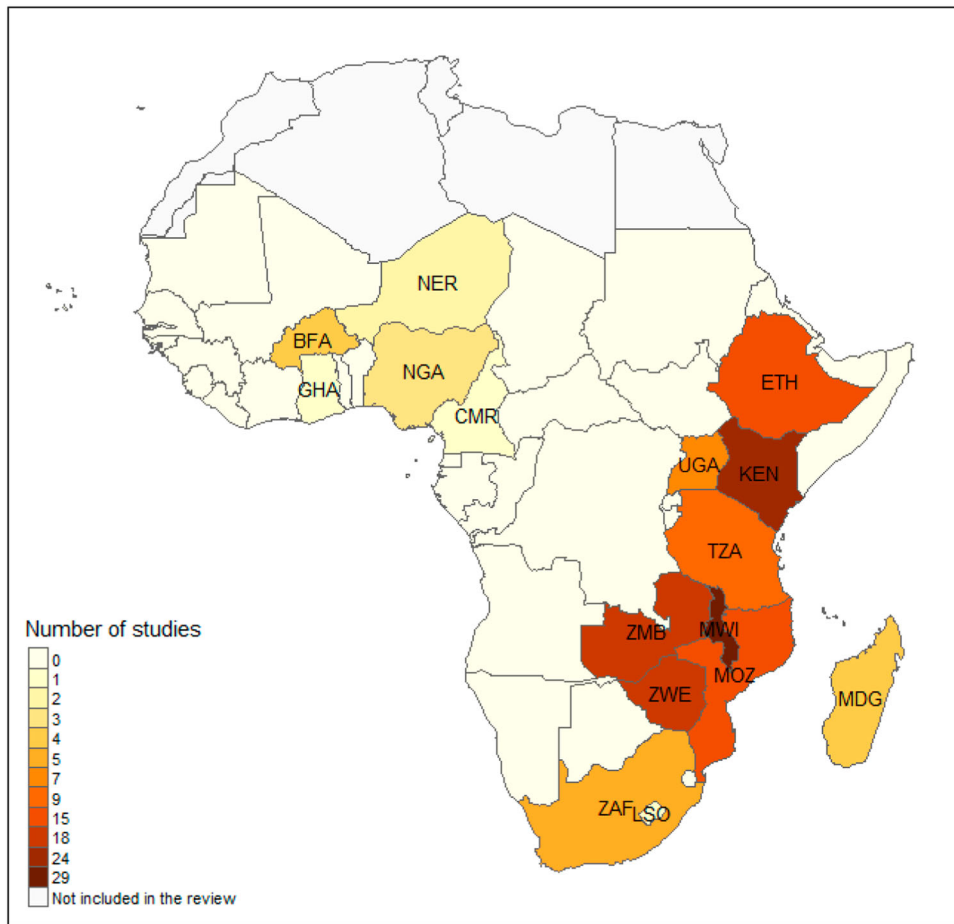 NER
BFA
NGA
GHA
CMR
ETH
UGA
KEN
TZA
ZMB
MWI
MOZ
ZWE
MDG
ZAF
LSO
Number of studies
0
1
2
3
4
5
7
9
15
18
24
29
Not included in the review